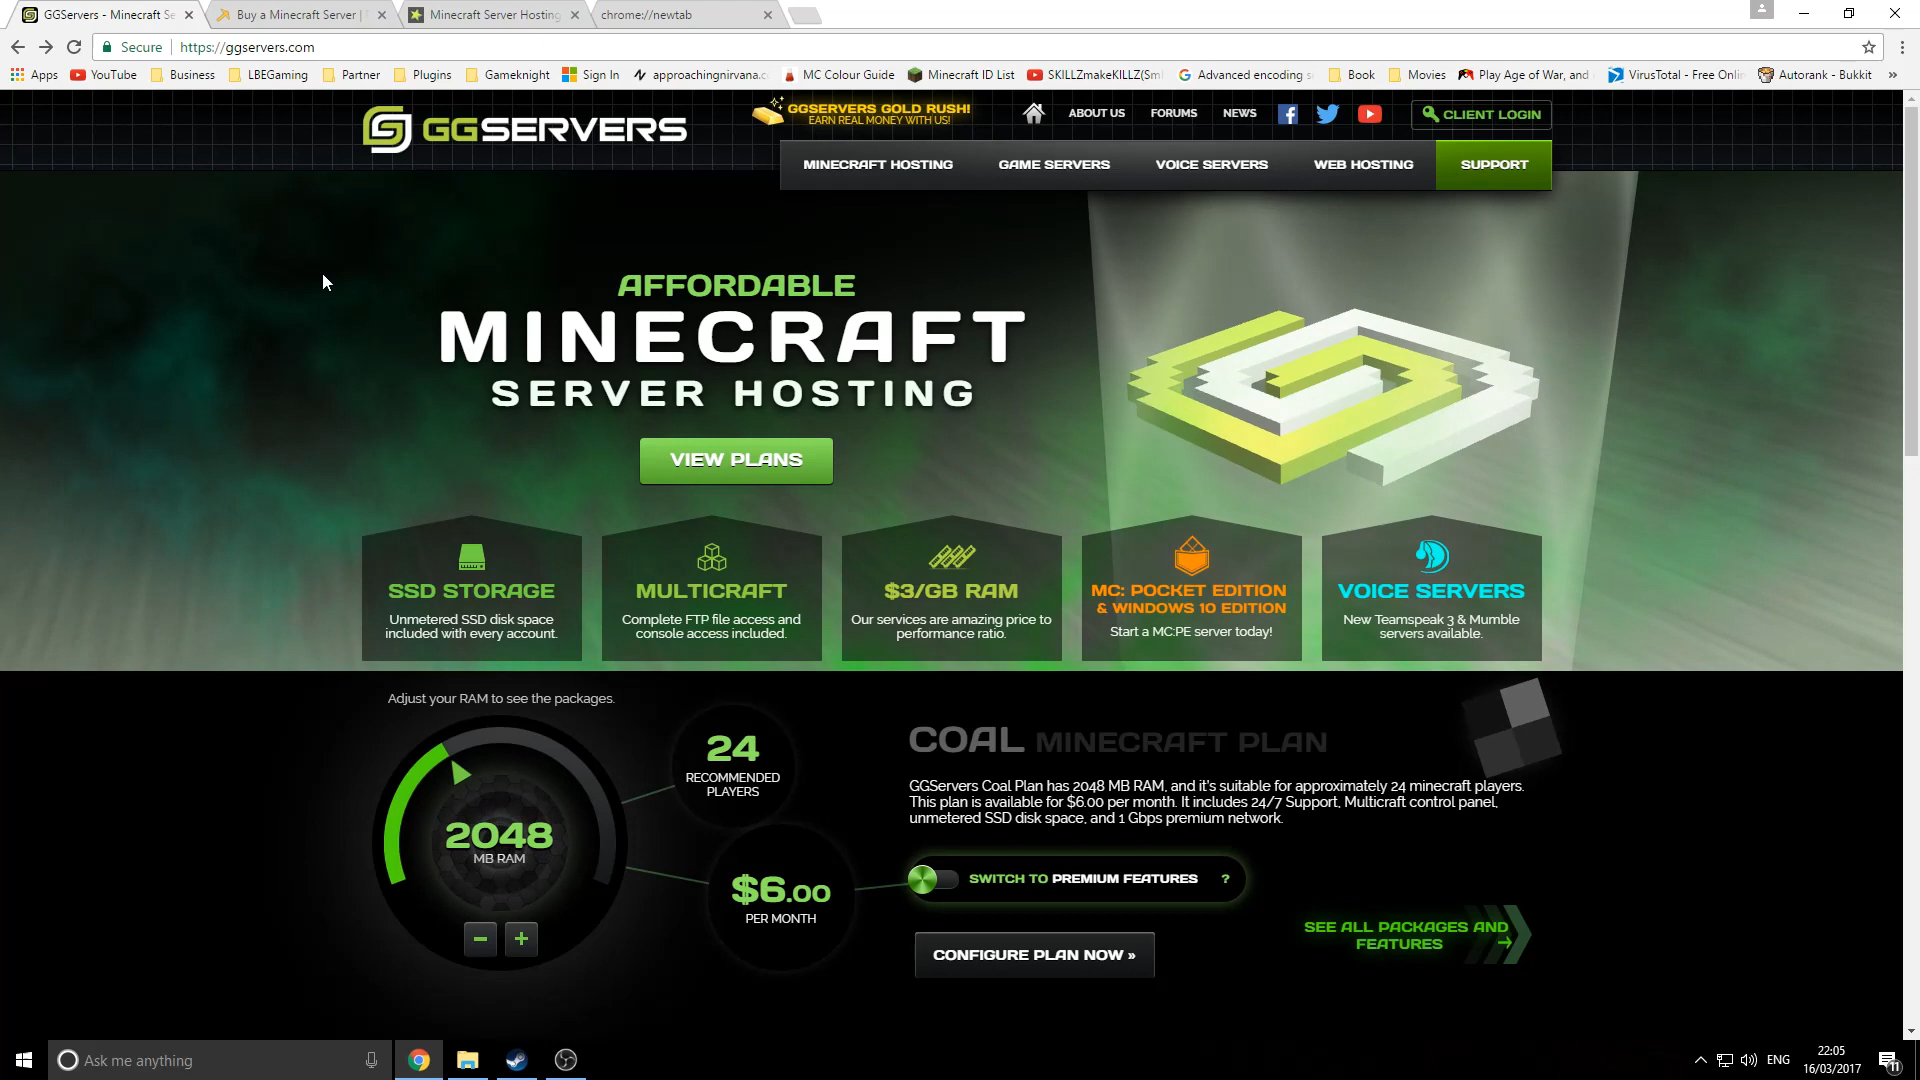 GGServers - Minecraft Se
Buy a Minecraft Server |
Minecraft Server Hosting
chrome://newtab
Secure
https://ggservers.com
Apps
YouTube
Business
LBEGaming
Partner
Plugins
Gameknight
Sign In
approachingnirvana.c
MC Colour Guide
Minecraft ID List
SKILLZmakeKILLZ(Sml
Advanced encoding s
Book
Movies
Play Age of War, and
VirusTotal - Free Onli
Autorank - Bukkit
»
GGSERVERS
GGSERVERS GOLD RUSH!
EARN REAL MONEY WITH US!
ABOUT US
FORUMS
NEWS
CLIENT LOGIN
MINECRAFT HOSTING
GAME SERVERS
VOICE SERVERS
WEB HOSTING
SUPPORT
AFFORDABLE
MINECRAFT
SERVER HOSTING
VIEW PLANS
SSD STORAGE
Unmetered SSD disk space
included with every account.
MULTICRAFT
Complete FTP file access and
console access included.
$3/GB RAM
Our services are amazing price to
performance ratio.
MC: POCKET EDITION
& WINDOWS 10 EDITION
Start a MC:PE server today!
VOICE SERVERS
New Teamspeak 3 & Mumble
servers available.
Adjust your RAM to see the packages.
2048
MB RAM
− +
24
RECOMMENDED
PLAYERS
$6.00
PER MONTH
COAL MINECRAFT PLAN
GGServers Coal Plan has 2048 MB RAM, and it's suitable for approximately 24 minecraft players.
This plan is available for $6.00 per month. It includes 24/7 Support, Multicraft control panel,
unmetered SSD disk space, and 1 Gbps premium network.
SWITCH TO PREMIUM FEATURES ?
CONFIGURE PLAN NOW »
SEE ALL PACKAGES AND
FEATURES
Ask me anything
ENG
22:05
16/03/2017
11